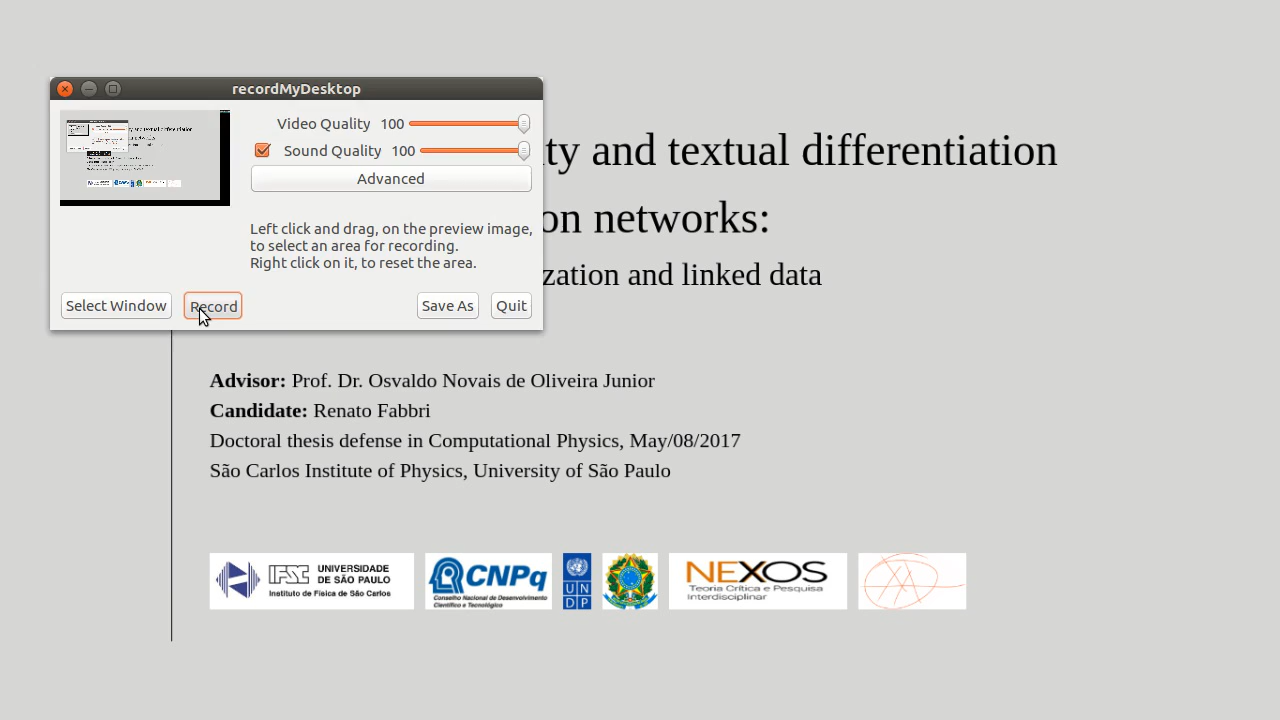 recordMyDesktop
Video Quality 100
Sound Quality 100
Advanced
Left click and drag, on the preview image,
to select an area for recording.
Right click on it, to reset the area.
Select Window Record Save As Quit
and textual differentiation
networks:
and linked data
Advisor: Prof. Dr. Osvaldo Novais de Oliveira Junior
Candidate: Renato Fabbri
Doctoral thesis defense in Computational Physics, May/08/2017
São Carlos Institute of Physics, University of São Paulo
IFSC UNIVERSIDADE
DE SÃO PAULO
Instituto de Física de São Carlos
CNPq
Conselho Nacional de Desenvolvimento
Científico e Tecnológico
UN
DP
NEXOS
Teoria Crítica e Pesquisa
Interdisciplinar